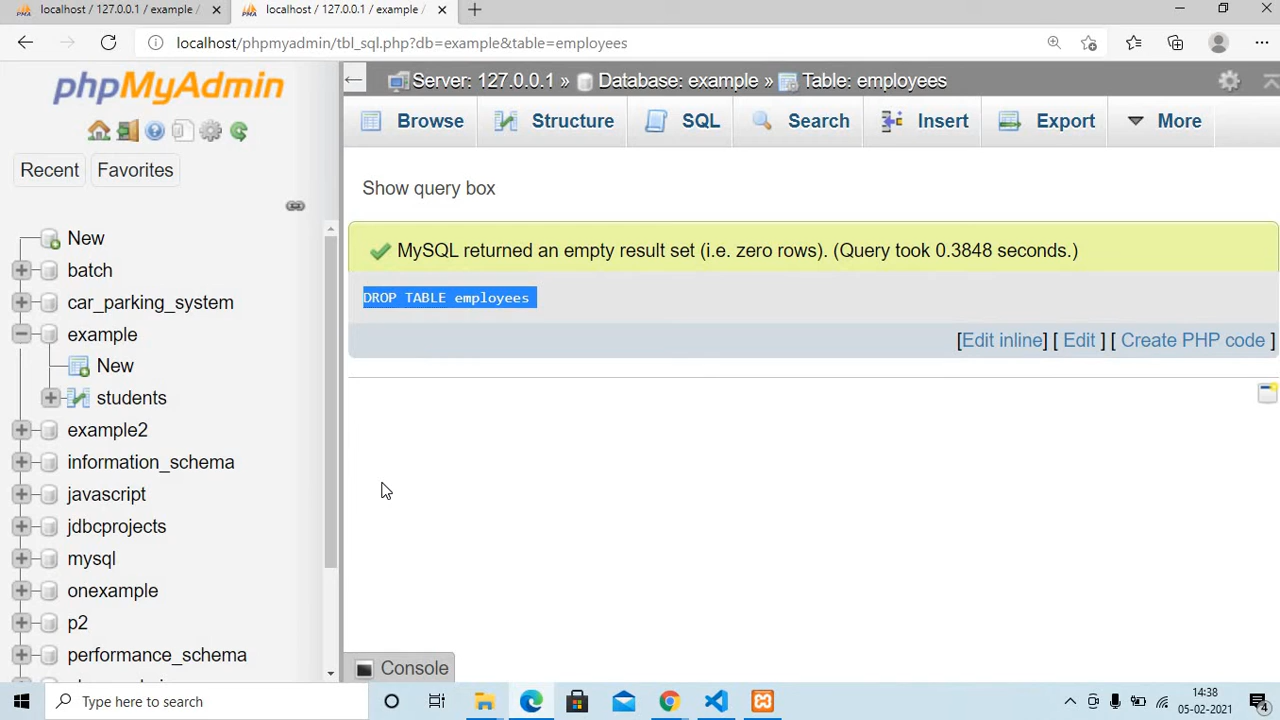 localhost / 127.0.0.1 / example /
localhost / 127.0.0.1 / example /
localhost/phpmyadmin/tbl_sql.php?db=example&table=employees
phpMyAdmin
Recent
Favorites
New
batch
car_parking_system
example
New
students
example2
information_schema
javascript
jdbcprojects
mysql
onexample
p2
performance_schema
Server: 127.0.0.1 » Database: example » Table: employees
Browse
Structure
SQL
Search
Insert
Export
More
Show query box
MySQL returned an empty result set (i.e. zero rows). (Query took 0.3848 seconds.)
DROP TABLE employees
[Edit inline] [ Edit ] [ Create PHP code ]
Console
Type here to search
14:38
05-02-2021
4